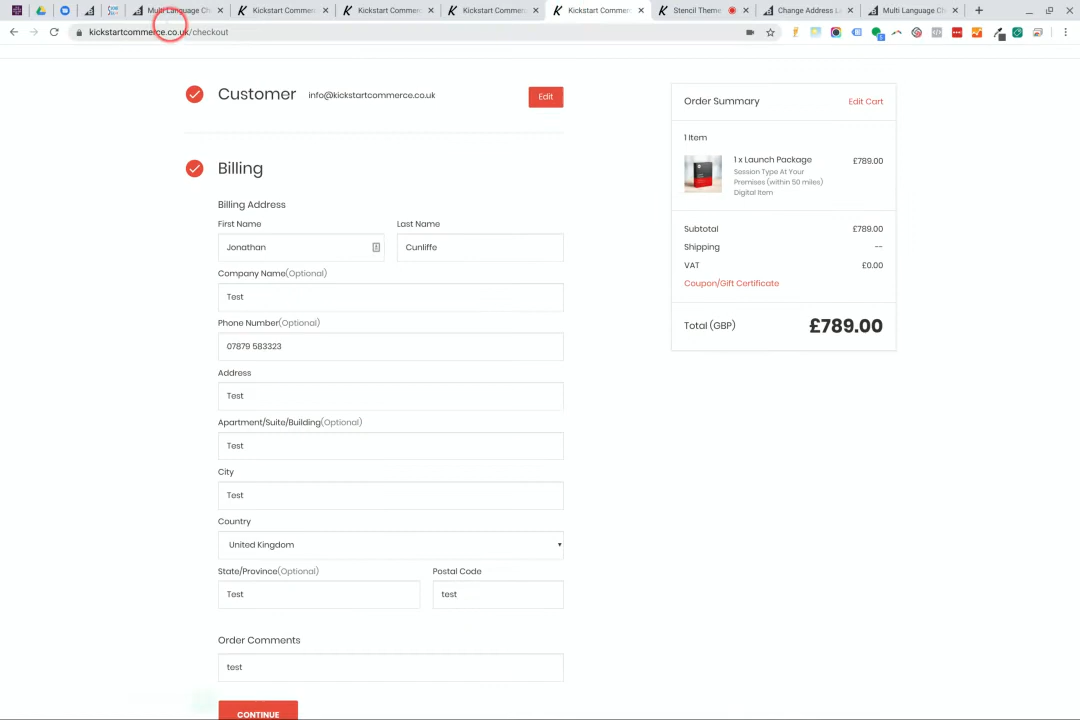 Multi Language Ch
Kickstart Commerc
Kickstart Commerc
Kickstart Commerc
Kickstart Commerc
Stencil Theme
Change Address L
Multi Language Ch
kickstartcommerce.co.uk/checkout
Customer
info@kickstartcommerce.co.uk
Edit
Billing
Billing Address
First Name
Last Name
Jonathan
Cunliffe
Company Name(Optional)
Test
Phone Number(Optional)
07879 583323
Address
Test
Apartment/Suite/Building(Optional)
Test
City
Test
Country
United Kingdom
State/Province(Optional)
Postal Code
Test
test
Order Comments
test
CONTINUE
Order Summary
Edit Cart
1 Item
1 x Launch Package
£789.00
Session Type At Your
Premises (within 50 miles)
Digital Item
Subtotal
£789.00
Shipping
--
VAT
£0.00
Coupon/Gift Certificate
Total (GBP)
£789.00